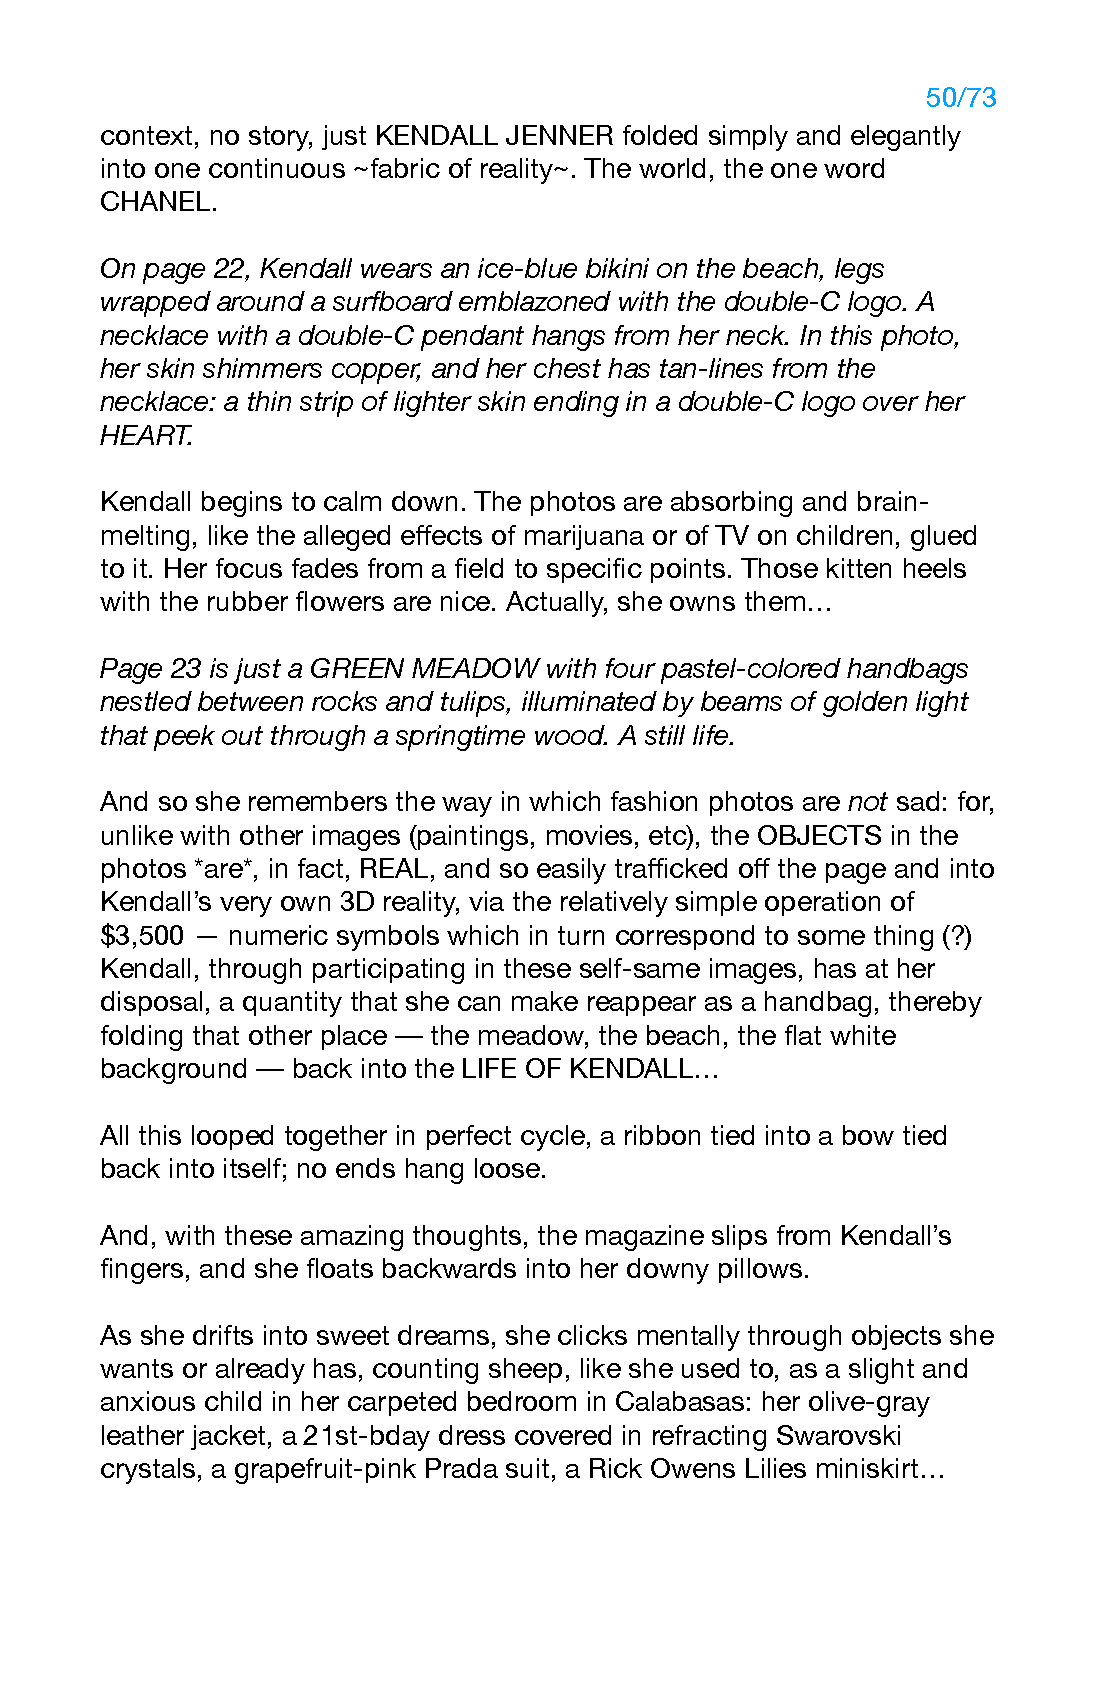 50/73
context, no story, just KENDALL JENNER folded simply and elegantly
into one continuous ~fabric of reality~. The world, the one word
CHANEL.
On page 22, Kendall wears an ice-blue bikini on the beach, legs
wrapped around a surfboard emblazoned with the double-C logo. A
necklace with a double-C pendant hangs from her neck. In this photo,
her skin shimmers copper, and her chest has tan-lines from the
necklace: a thin strip of lighter skin ending in a double-C logo over her
HEART.
Kendall begins to calm down. The photos are absorbing and brain-
melting, like the alleged effects of marijuana or of TV on children, glued
to it. Her focus fades from a field to specific points. Those kitten heels
with the rubber flowers are nice. Actually, she owns them…
Page 23 is just a GREEN MEADOW with four pastel-colored handbags
nestled between rocks and tulips, illuminated by beams of golden light
that peek out through a springtime wood. A still life.
And so she remembers the way in which fashion photos are not sad: for,
unlike with other images (paintings, movies, etc), the OBJECTS in the
photos *are*, in fact, REAL, and so easily trafficked off the page and into
Kendall’s very own 3D reality, via the relatively simple operation of
$3,500 — numeric symbols which in turn correspond to some thing (?)
Kendall, through participating in these self-same images, has at her
disposal, a quantity that she can make reappear as a handbag, thereby
folding that other place — the meadow, the beach, the flat white
background — back into the LIFE OF KENDALL…
All this looped together in perfect cycle, a ribbon tied into a bow tied
back into itself; no ends hang loose.
And, with these amazing thoughts, the magazine slips from Kendall’s
fingers, and she floats backwards into her downy pillows.
As she drifts into sweet dreams, she clicks mentally through objects she
wants or already has, counting sheep, like she used to, as a slight and
anxious child in her carpeted bedroom in Calabasas: her olive-gray
leather jacket, a 21st-bday dress covered in refracting Swarovski
crystals, a grapefruit-pink Prada suit, a Rick Owens Lilies miniskirt…